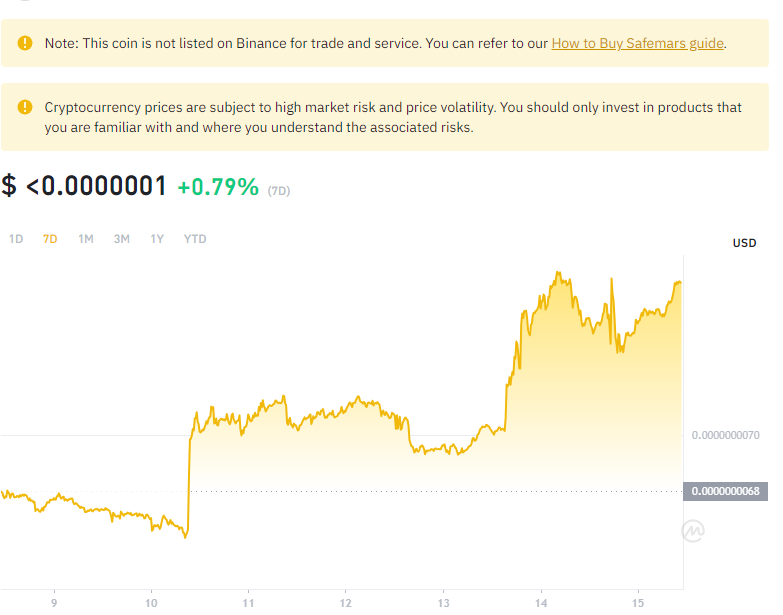 Note: This coin is not listed on Binance for trade and service. You can refer to our How to Buy Safemars guide.
Cryptocurrency prices are subject to high market risk and price volatility. You should only invest in products that
you are familiar with and where you understand the associated risks.
$ <0.0000001 +0.79% (7D)
1D 7D 1M 3M 1Y YTD
USD
0.0000000070
0.0000000068
9 10 11 12 13 14 15